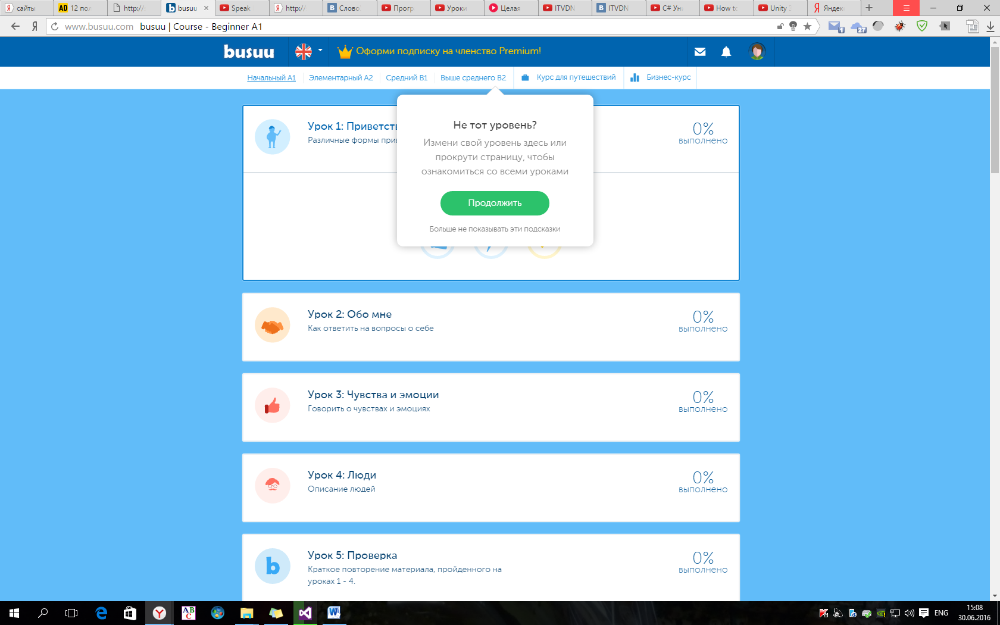 сайты
12 по
http://
busuu
Speak
http://
Слово
Прогр
Уроки
Целая
ITVDN
ITVDN
C# Ун
How to
Unity
Яндек
www.busuu.com busuu | Course - Beginner A1
1
27
busuu
Оформи подписку на членство Premium!
Начальный A1
Элементарный A2
Средний B1
Выше среднего B2
Курс для путешествий
Бизнес-курс
Не тот уровень?
Измени свой уровень здесь или
прокрути страницу, чтобы
ознакомиться со всеми уроками
Продолжить
Больше не показывать эти подсказки
Урок 1: Приветств
Различные формы прив
0%
выполнено
Урок 2: Обо мне
Как ответить на вопросы о себе
0%
выполнено
Урок 3: Чувства и эмоции
Говорить о чувствах и эмоциях
0%
выполнено
Урок 4: Люди
Описание людей
0%
выполнено
Урок 5: Проверка
Краткое повторение материала, пройденного на
уроках 1 - 4.
0%
выполнено
ENG
15:08
30.06.2016